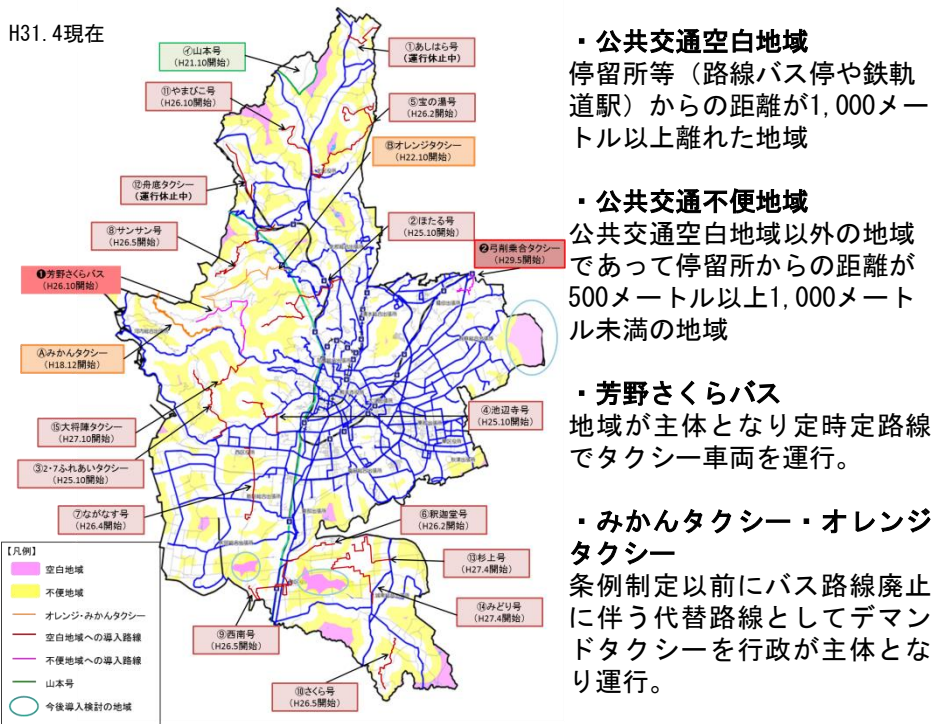 H31.4現在
㋑山本号
(H21.10開始)
①あしはら号
(運行休止中)
⑪やまびこ号
(H26.10開始)
⑤宝の湯号
(H26.2開始)
Ⓑオレンジタクシー
(H22.10開始)
⑫舟底タクシー
(運行休止中)
②ほたる号
(H25.10開始)
⑧サンサン号
(H26.5開始)
❷弓削乗合タクシー
(H29.5開始)
❶芳野さくらバス
(H26.10開始)
Ⓐみかんタクシー
(H18.12開始)
④池辺寺号
(H25.10開始)
⑮大将陣タクシー
(H27.10開始)
③2・7ふれあいタクシー
(H25.10開始)
⑦ながなす号
(H26.4開始)
⑥釈迦堂号
(H26.2開始)
⑬杉上号
(H27.4開始)
⑭みどり号
(H27.4開始)
⑨西南号
(H26.5開始)
⑩さくら号
(H26.5開始)
【凡例】
空白地域
不便地域
オレンジ・みかんタクシー
空白地域への導入路線
不便地域への導入路線
山本号
今後導入検討の地域
・公共交通空白地域
停留所等（路線バス停や鉄軌
道駅）からの距離が1,000メー
トル以上離れた地域
・公共交通不便地域
公共交通空白地域以外の地域
であって停留所からの距離が
500メートル以上1,000メート
ル未満の地域
・芳野さくらバス
地域が主体となり定時定路線
でタクシー車両を運行。
・みかんタクシー・オレンジ
タクシー
条例制定以前にバス路線廃止
に伴う代替路線としてデマン
ドタクシーを行政が主体とな
り運行。